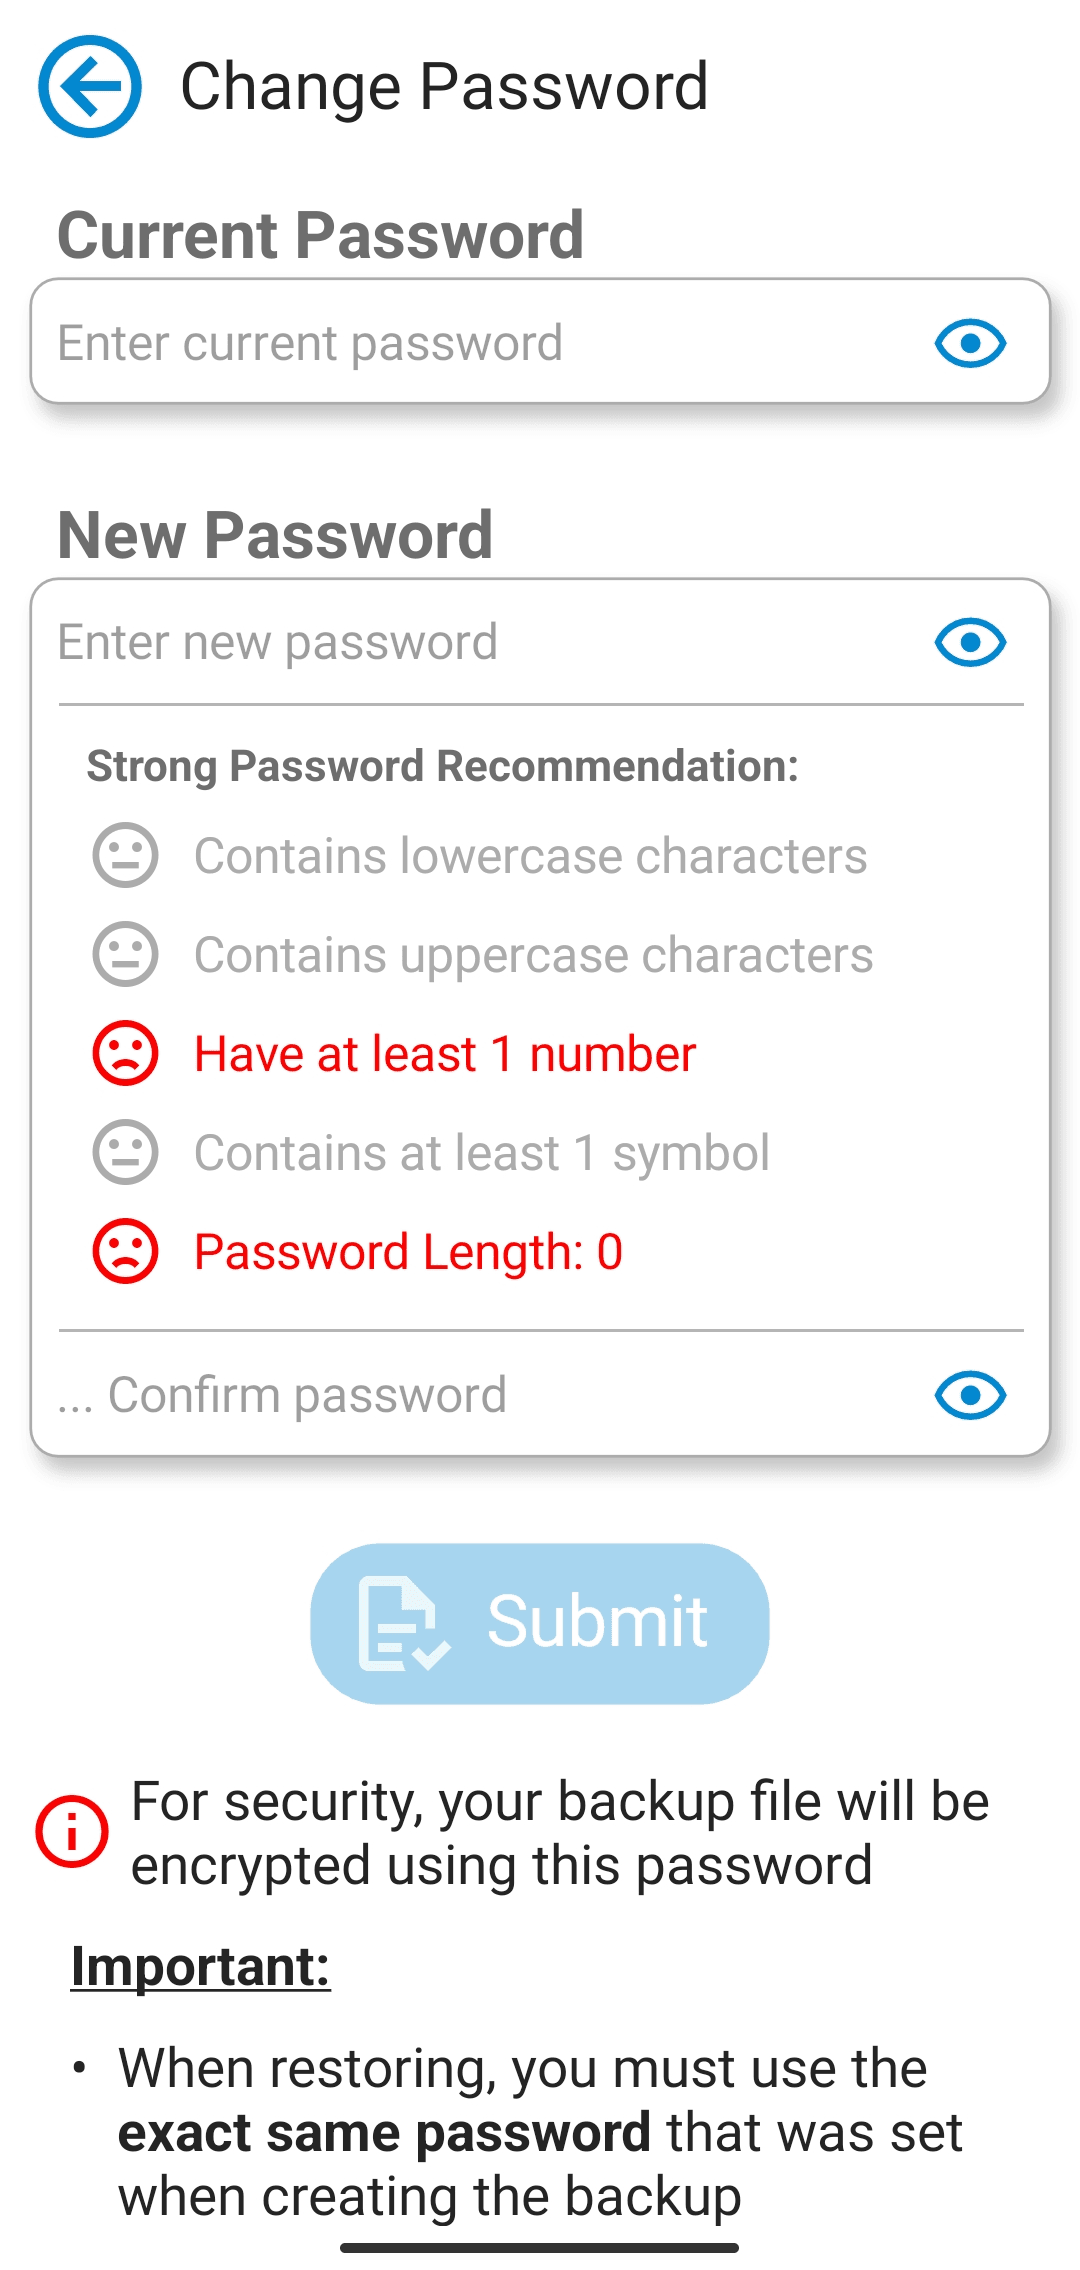 Change Password
Current Password
Enter current password
New Password
Enter new password
Strong Password Recommendation:
Contains lowercase characters
Contains uppercase characters
Have at least 1 number
Contains at least 1 symbol
Password Length: 0
... Confirm password
Submit
For security, your backup file will be
encrypted using this password
Important:
• When restoring, you must use the
exact same password that was set
when creating the backup